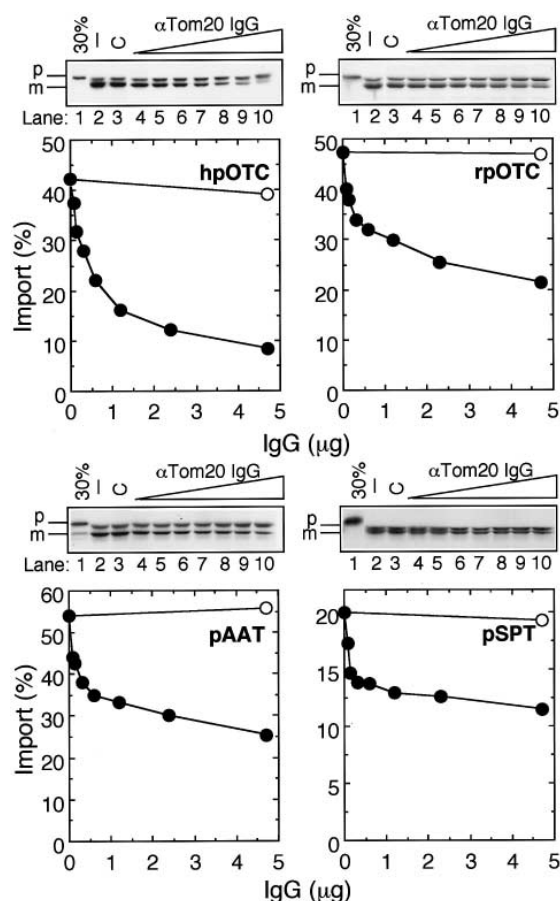 30% – C αTom20 IgG 30% – C αTom20 IgG
p p
m m
Lane: 1 2 3 4 5 6 7 8 9 10 1 2 3 4 5 6 7 8 9 10
50 hpOTC 50 rpOTC
40 40
30 30
20 20
10 10
0 0
0 1 2 3 4 5 0 1 2 3 4 5
Import (%)
IgG (μg) IgG (μg)
30% – C αTom20 IgG 30% – C αTom20 IgG
p p
m m
Lane: 1 2 3 4 5 6 7 8 9 10 1 2 3 4 5 6 7 8 9 10
60 pAAT pSPT
50 20
40 15
30 10
20 5
10 0
0
0 1 2 3 4 5 0 1 2 3 4 5
Import (%)
IgG (μg) IgG (μg)